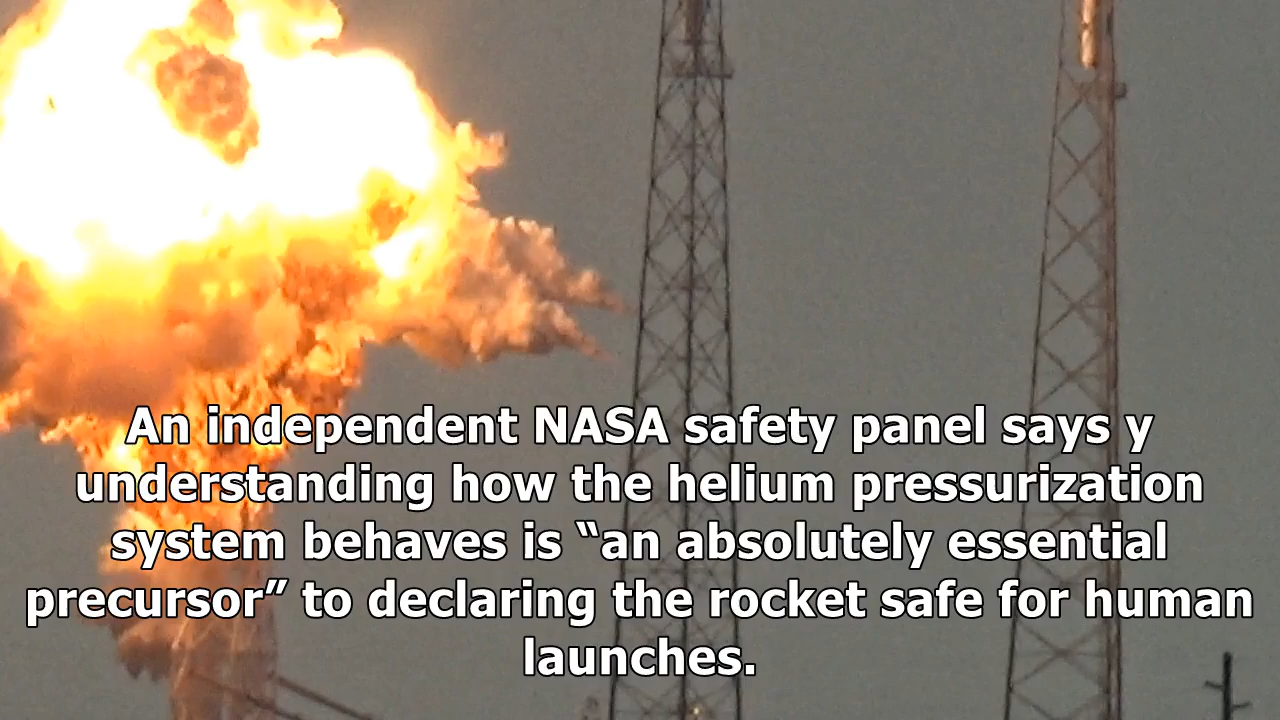 An independent NASA safety panel says y
understanding how the helium pressurization
system behaves is “an absolutely essential
precursor” to declaring the rocket safe for human
launches.